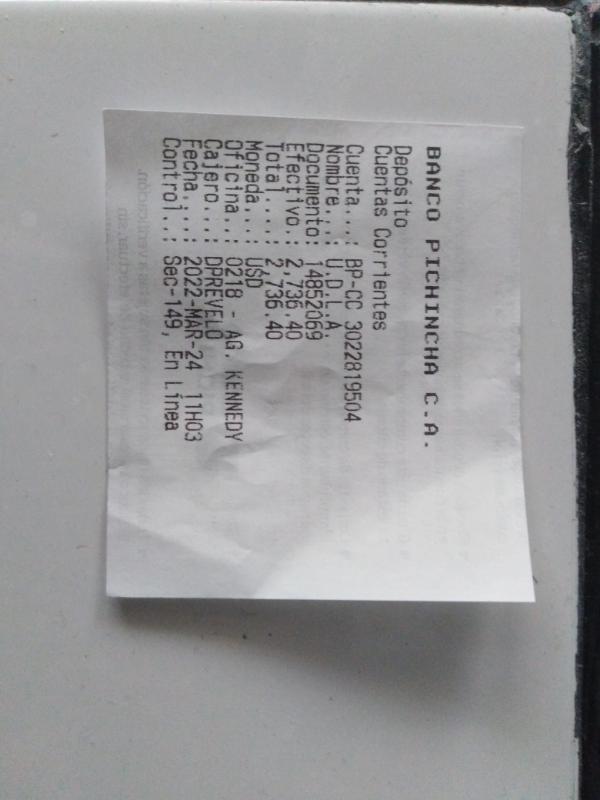 BANCO PICHINCHA C.A.
Depósito
Cuentas Corrientes
Cuenta...: BP-CC 3022819504
Nombre...: U.D.L.A.
Documento: 14852069
Efectivo.: 2,736.40
Total....: 2,736.40
Moneda...: USD
Oficina..: 0218 - AG. KENNEDY
Cajero...: DPREVELO
Fecha....: 2022-MAR-24 11H03
Control..: Sec-149, En Línea